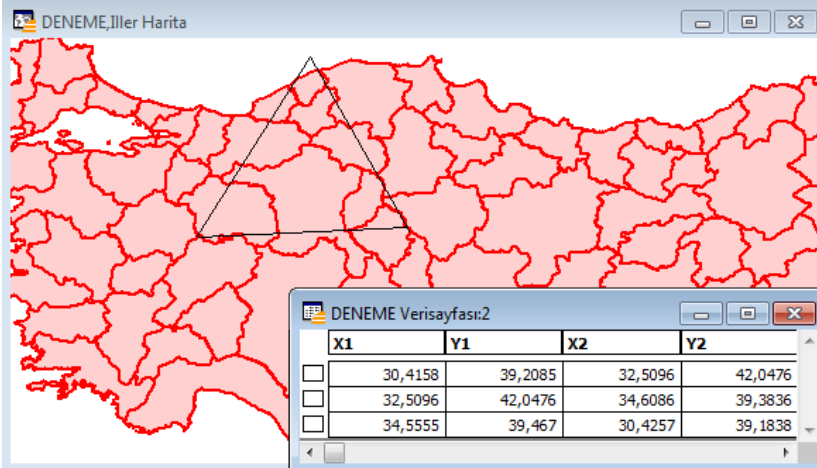 DENEME,Iller Harita
DENEME Verisayfası:2
X1 Y1 X2 Y2
30,4158 39,2085 32,5096 42,0476
32,5096 42,0476 34,6086 39,3836
34,5555 39,467 30,4257 39,1838